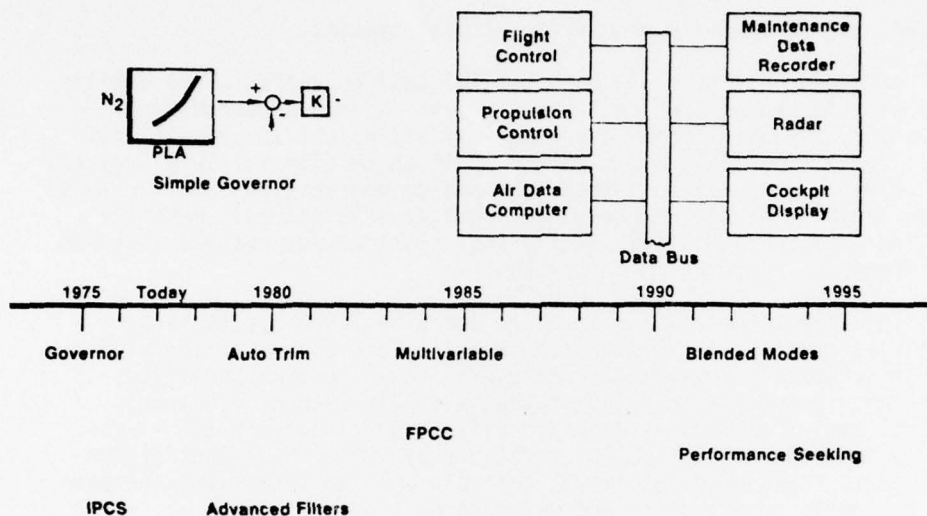 N2
PLA
+
-
K
-
Simple Governor
Flight
Control
Propulsion
Control
Air Data
Computer
Maintenance
Data
Recorder
Radar
Cockpit
Display
Data Bus
1975 Today 1980 1985 1990 1995
Governor Auto Trim Multivariable Blended Modes
FPCC
Performance Seeking
IPCS Advanced Filters